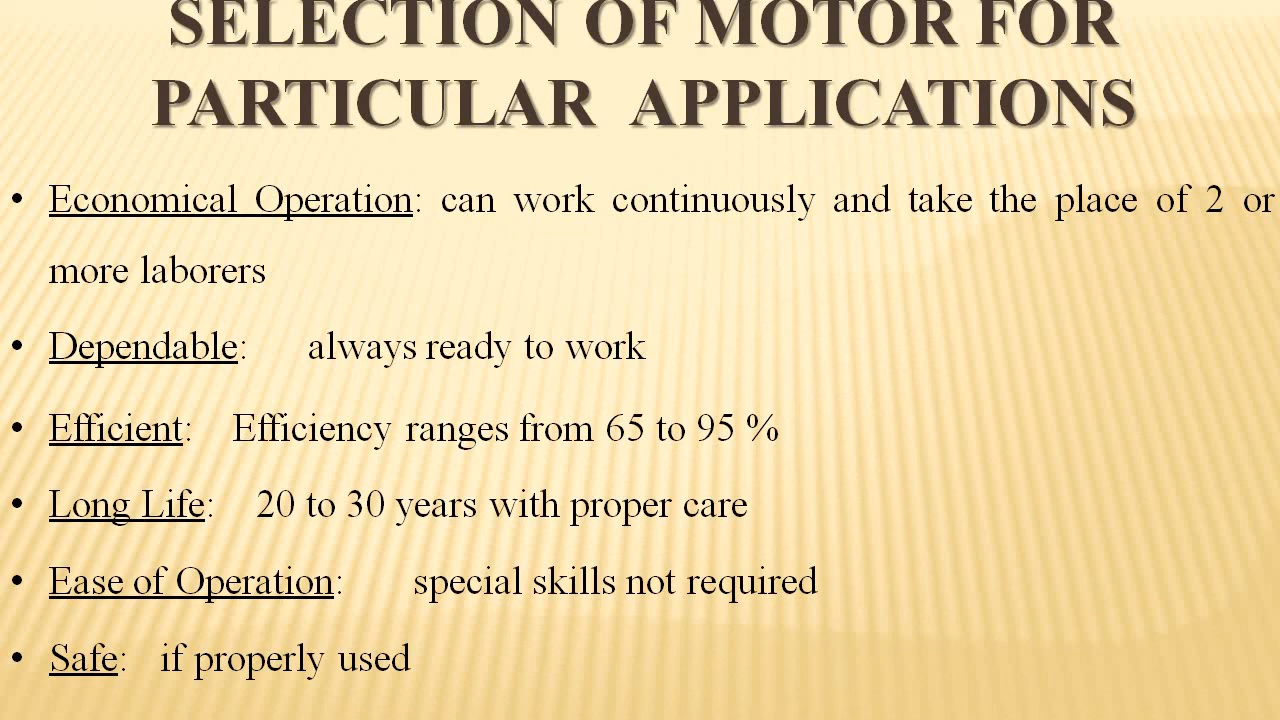 SELECTION OF MOTOR FOR
PARTICULAR APPLICATIONS
• Economical Operation: can work continuously and take the place of 2 or
more laborers
• Dependable: always ready to work
• Efficient: Efficiency ranges from 65 to 95 %
• Long Life: 20 to 30 years with proper care
• Ease of Operation: special skills not required
• Safe: if properly used